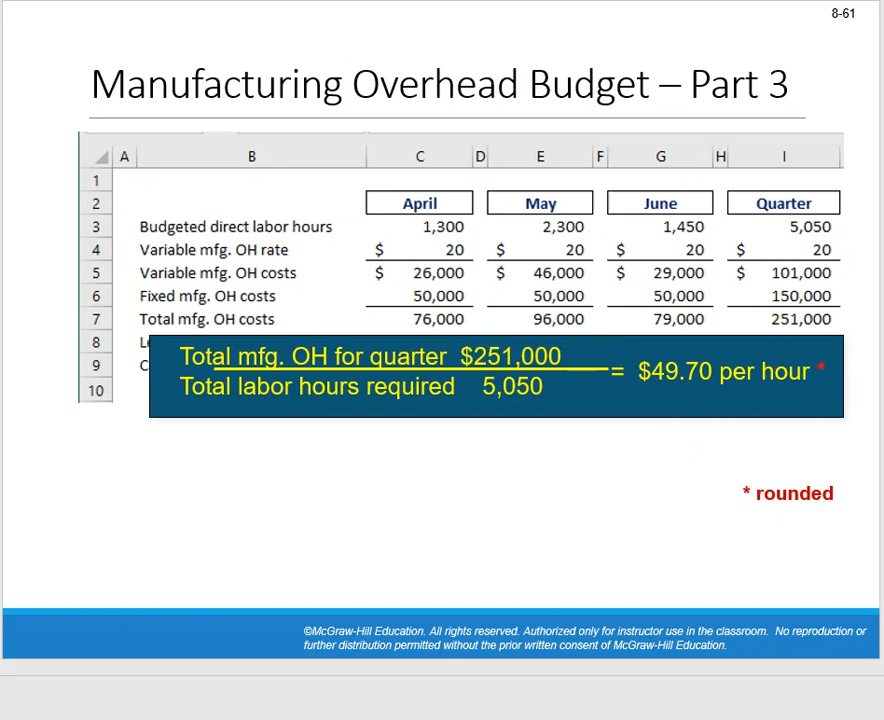 8-61
Manufacturing Overhead Budget – Part 3
A B C D E F G H I
1
2 April May June Quarter
3 Budgeted direct labor hours 1,300 2,300 1,450 5,050
4 Variable mfg. OH rate $ 20 $ 20 $ 20 $ 20
5 Variable mfg. OH costs $ 26,000 $ 46,000 $ 29,000 $ 101,000
6 Fixed mfg. OH costs 50,000 50,000 50,000 150,000
7 Total mfg. OH costs 76,000 96,000 79,000 251,000
8
9
10
Total mfg. OH for quarter $251,000
Total labor hours required 5,050
= $49.70 per hour *
* rounded
©McGraw-Hill Education. All rights reserved. Authorized only for instructor use in the classroom. No reproduction or
further distribution permitted without the prior written consent of McGraw-Hill Education.